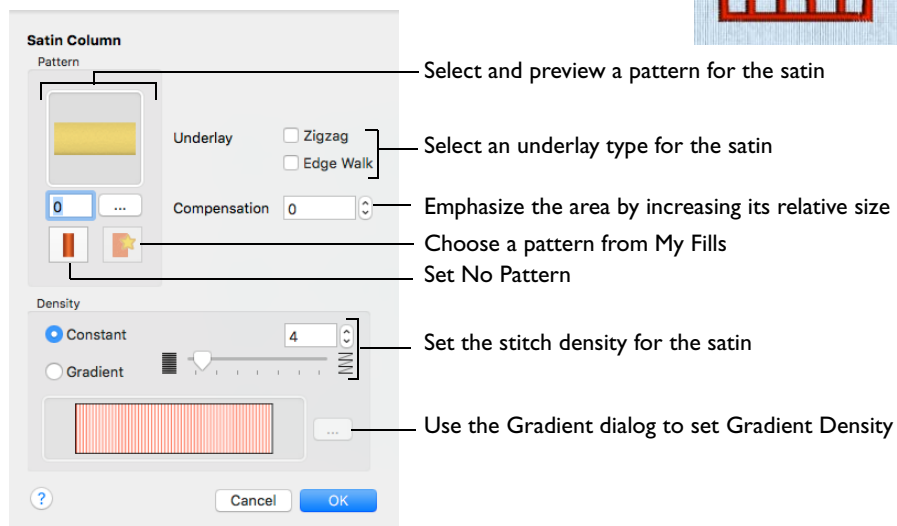 Satin Column
Pattern
Select and preview a pattern for the satin
Underlay
Zigzag
Edge Walk
Select an underlay type for the satin
0
...
Compensation
0
Emphasize the area by increasing its relative size
Choose a pattern from My Fills
Set No Pattern
Density
Constant
4
Gradient
Set the stitch density for the satin
...
Use the Gradient dialog to set Gradient Density
?
Cancel
OK